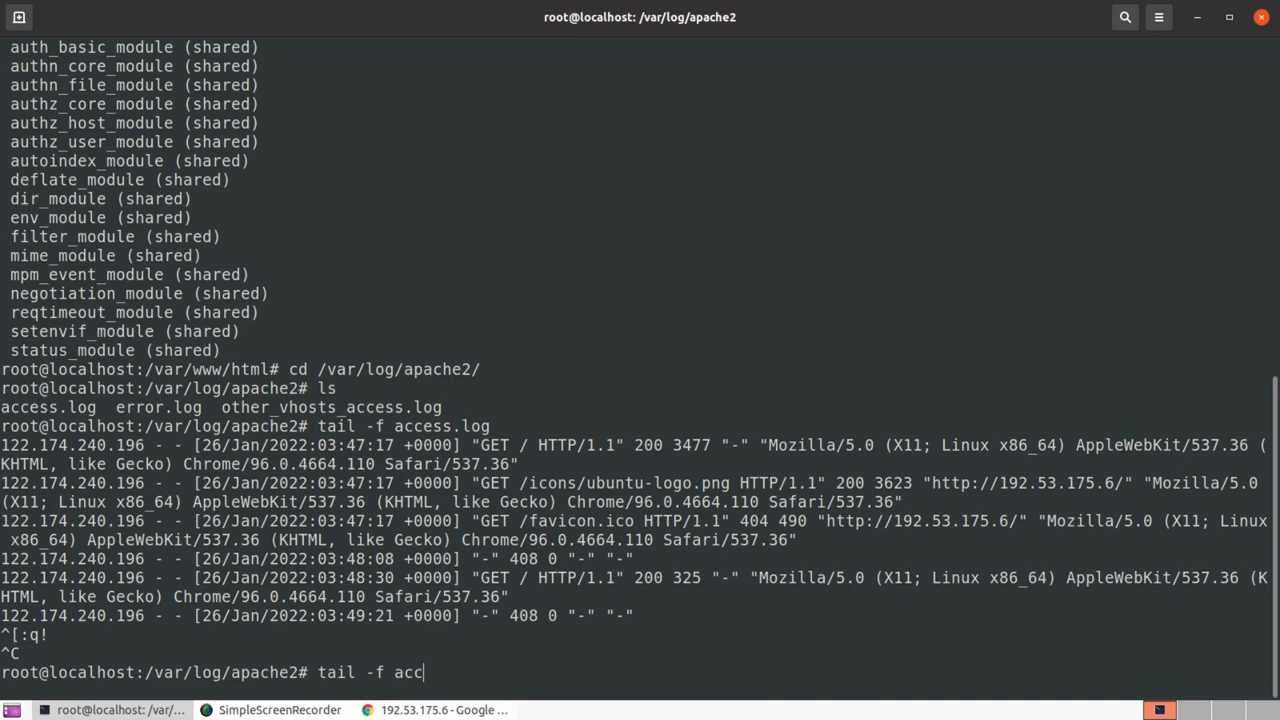 root@localhost: /var/log/apache2
auth_basic_module (shared)
authn_core_module (shared)
authn_file_module (shared)
authz_core_module (shared)
authz_host_module (shared)
authz_user_module (shared)
autoindex_module (shared)
deflate_module (shared)
dir_module (shared)
env_module (shared)
filter_module (shared)
mime_module (shared)
mpm_event_module (shared)
negotiation_module (shared)
reqtimeout_module (shared)
setenvif_module (shared)
status_module (shared)
root@localhost:/var/www/html# cd /var/log/apache2/
root@localhost:/var/log/apache2# ls
access.log  error.log  other_vhosts_access.log
root@localhost:/var/log/apache2# tail -f access.log
122.174.240.196 - - [26/Jan/2022:03:47:17 +0000] "GET / HTTP/1.1" 200 3477 "-" "Mozilla/5.0 (X11; Linux x86_64) AppleWebKit/537.36 (
KHTML, like Gecko) Chrome/96.0.4664.110 Safari/537.36"
122.174.240.196 - - [26/Jan/2022:03:47:17 +0000] "GET /icons/ubuntu-logo.png HTTP/1.1" 200 3623 "http://192.53.175.6/" "Mozilla/5.0
(X11; Linux x86_64) AppleWebKit/537.36 (KHTML, like Gecko) Chrome/96.0.4664.110 Safari/537.36"
122.174.240.196 - - [26/Jan/2022:03:47:17 +0000] "GET /favicon.ico HTTP/1.1" 404 490 "http://192.53.175.6/" "Mozilla/5.0 (X11; Linux
x86_64) AppleWebKit/537.36 (KHTML, like Gecko) Chrome/96.0.4664.110 Safari/537.36"
122.174.240.196 - - [26/Jan/2022:03:48:08 +0000] "-" 408 0 "-" "-"
122.174.240.196 - - [26/Jan/2022:03:48:30 +0000] "GET / HTTP/1.1" 200 325 "-" "Mozilla/5.0 (X11; Linux x86_64) AppleWebKit/537.36 (K
HTML, like Gecko) Chrome/96.0.4664.110 Safari/537.36"
122.174.240.196 - - [26/Jan/2022:03:49:21 +0000] "-" 408 0 "-" "-"
^[:q!
^C
root@localhost:/var/log/apache2# tail -f acc
root@localhost: /var/... SimpleScreenRecorder 192.53.175.6 - Google ...